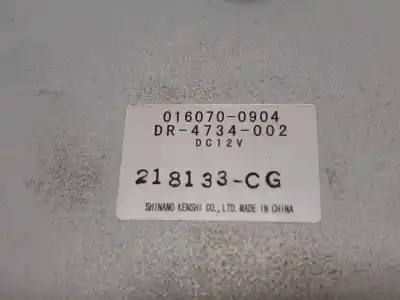 016070-0904
DR-4734-002
DC12V
218133-CG
SHINANO KENSHI CO., LTD. MADE IN CHINA